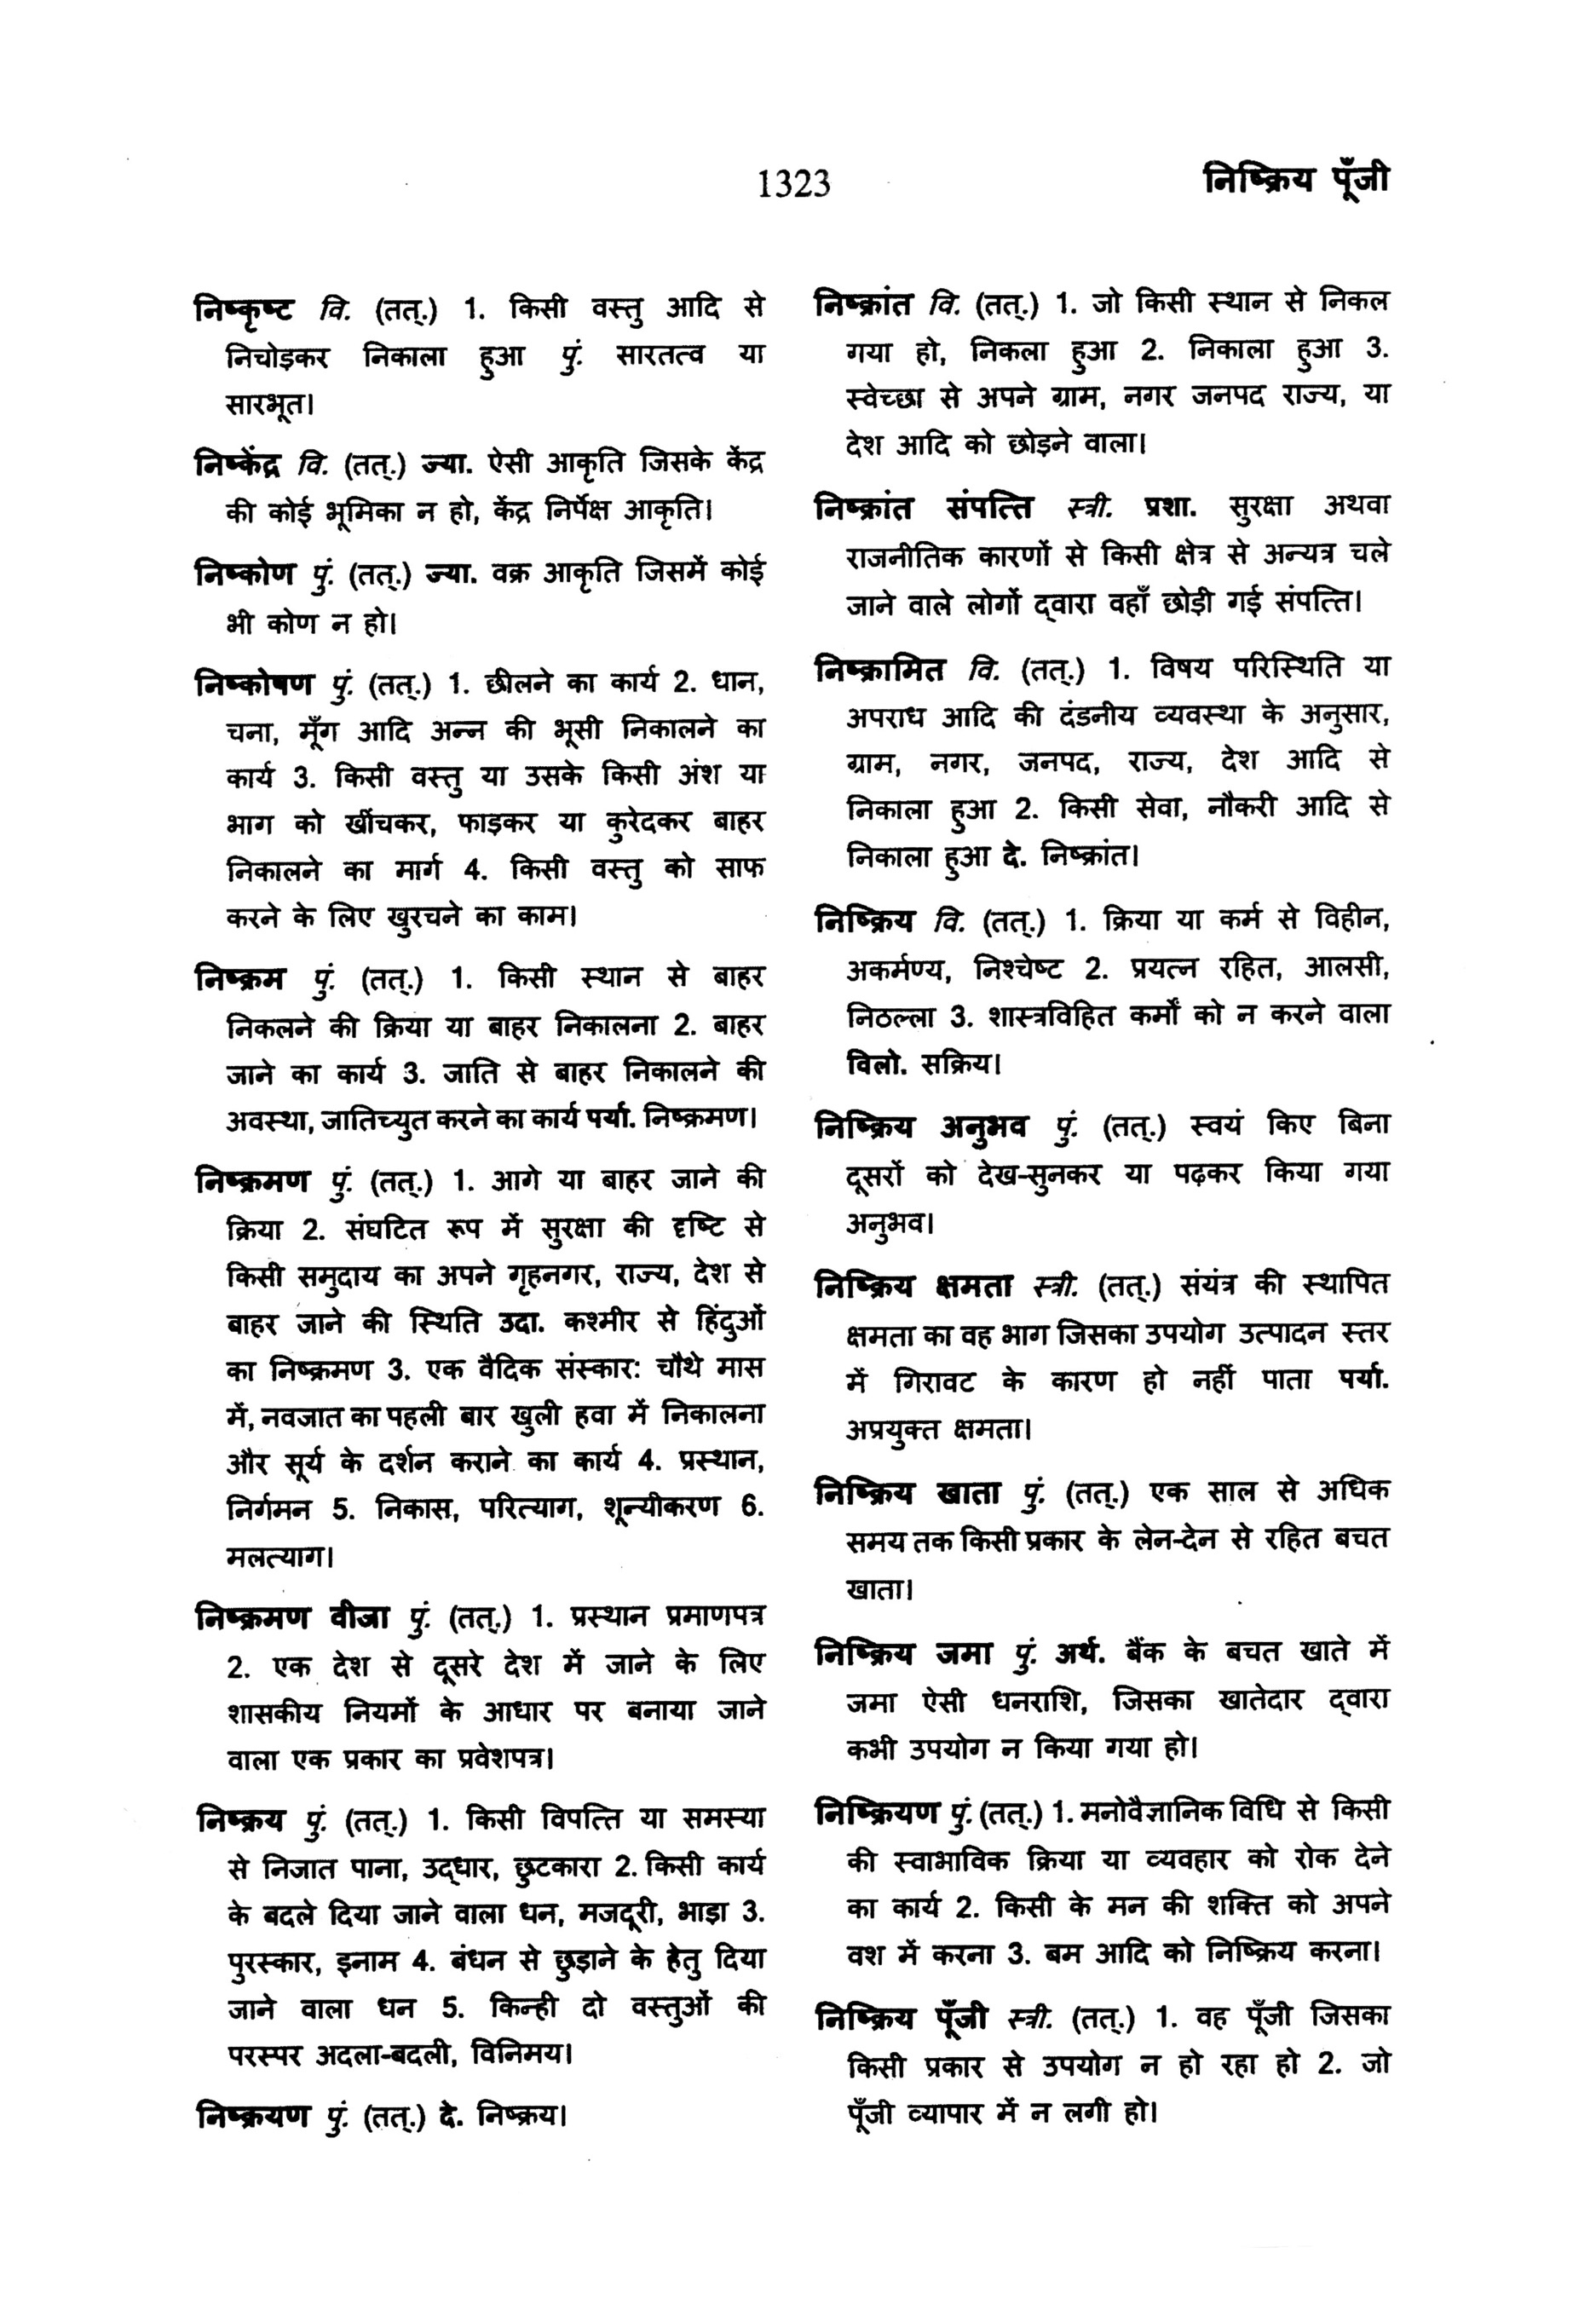 1323
निष्क्रिय पूँजी
निष्कृष्ट वि. (तत्.) 1. किसी वस्तु आदि से
निचोड़कर निकाला हुआ पुं. सारतत्व या
सारभूत।
निष्केंद्र वि. (तत्.) ज्या. ऐसी आकृति जिसके केंद्र
की कोई भूमिका न हो, केंद्र निर्पेक्ष आकृति।
निष्कोण पुं. (तत्.) ज्या. वक्र आकृति जिसमें कोई
भी कोण न हो।
निष्कोषण पुं. (तत्.) 1. छीलने का कार्य 2. धान,
चना, मूँग आदि अन्न की भूसी निकालने का
कार्य 3. किसी वस्तु या उसके किसी अंश या
भाग को खींचकर, फाड़कर या कुरेदकर बाहर
निकालने का मार्ग 4. किसी वस्तु को साफ
करने के लिए खुरचने का काम।
निष्क्रम पुं. (तत्.) 1. किसी स्थान से बाहर
निकलने की क्रिया या बाहर निकालना 2. बाहर
जाने का कार्य 3. जाति से बाहर निकालने की
अवस्था, जातिच्युत करने का कार्य पर्या. निष्क्रमण।
निष्क्रमण पुं. (तत्.) 1. आगे या बाहर जाने की
क्रिया 2. संघटित रूप में सुरक्षा की दृष्टि से
किसी समुदाय का अपने गृहनगर, राज्य, देश से
बाहर जाने की स्थिति उदा. कश्मीर से हिंदुओं
का निष्क्रमण 3. एक वैदिक संस्कार: चौथे मास
में, नवजात का पहली बार खुली हवा में निकालना
और सूर्य के दर्शन कराने का कार्य 4. प्रस्थान,
निर्गमन 5. निकास, परित्याग, शून्यीकरण 6.
मलत्याग।
निष्क्रमण वीजा पुं. (तत्.) 1. प्रस्थान प्रमाणपत्र
2. एक देश से दूसरे देश में जाने के लिए
शासकीय नियमों के आधार पर बनाया जाने
वाला एक प्रकार का प्रवेशपत्र।
निष्क्रय पुं. (तत्.) 1. किसी विपत्ति या समस्या
से निजात पाना, उद्धार, छुटकारा 2. किसी कार्य
के बदले दिया जाने वाला धन, मजदूरी, भाड़ा 3.
पुरस्कार, इनाम 4. बंधन से छुड़ाने के हेतु दिया
जाने वाला धन 5. किन्ही दो वस्तुओं की
परस्पर अदला-बदली, विनिमय।
निष्क्रयण पुं. (तत्.) दे. निष्क्रय।
निष्क्रांत वि. (तत्.) 1. जो किसी स्थान से निकल
गया हो, निकला हुआ 2. निकाला हुआ 3.
स्वेच्छा से अपने ग्राम, नगर जनपद राज्य, या
देश आदि को छोड़ने वाला।
निष्क्रांत संपत्ति स्त्री. प्रशा. सुरक्षा अथवा
राजनीतिक कारणों से किसी क्षेत्र से अन्यत्र चले
जाने वाले लोगों द्वारा वहाँ छोड़ी गई संपत्ति।
निष्क्रामित वि. (तत्.) 1. विषय परिस्थिति या
अपराध आदि की दंडनीय व्यवस्था के अनुसार,
ग्राम, नगर, जनपद, राज्य, देश आदि से
निकाला हुआ 2. किसी सेवा, नौकरी आदि से
निकाला हुआ दे. निष्क्रांत।
निष्क्रिय वि. (तत्.) 1. क्रिया या कर्म से विहीन,
अकर्मण्य, निश्चेष्ट 2. प्रयत्न रहित, आलसी,
निठल्ला 3. शास्त्रविहित कर्मों को न करने वाला
विलो. सक्रिय।
निष्क्रिय अनुभव पुं. (तत्.) स्वयं किए बिना
दूसरों को देख-सुनकर या पढ़कर किया गया
अनुभव।
निष्क्रिय क्षमता स्त्री. (तत्.) संयंत्र की स्थापित
क्षमता का वह भाग जिसका उपयोग उत्पादन स्तर
में गिरावट के कारण हो नहीं पाता पर्या.
अप्रयुक्त क्षमता।
निष्क्रिय खाता पुं. (तत्.) एक साल से अधिक
समय तक किसी प्रकार के लेन-देन से रहित बचत
खाता।
निष्क्रिय जमा पुं. अर्थ. बैंक के बचत खाते में
जमा ऐसी धनराशि, जिसका खातेदार द्वारा
कभी उपयोग न किया गया हो।
निष्क्रियण पुं. (तत्.) 1. मनोवैज्ञानिक विधि से किसी
की स्वाभाविक क्रिया या व्यवहार को रोक देने
का कार्य 2. किसी के मन की शक्ति को अपने
वश में करना 3. बम आदि को निष्क्रिय करना।
निष्क्रिय पूँजी स्त्री. (तत्.) 1. वह पूँजी जिसका
किसी प्रकार से उपयोग न हो रहा हो 2. जो
पूँजी व्यापार में न लगी हो।